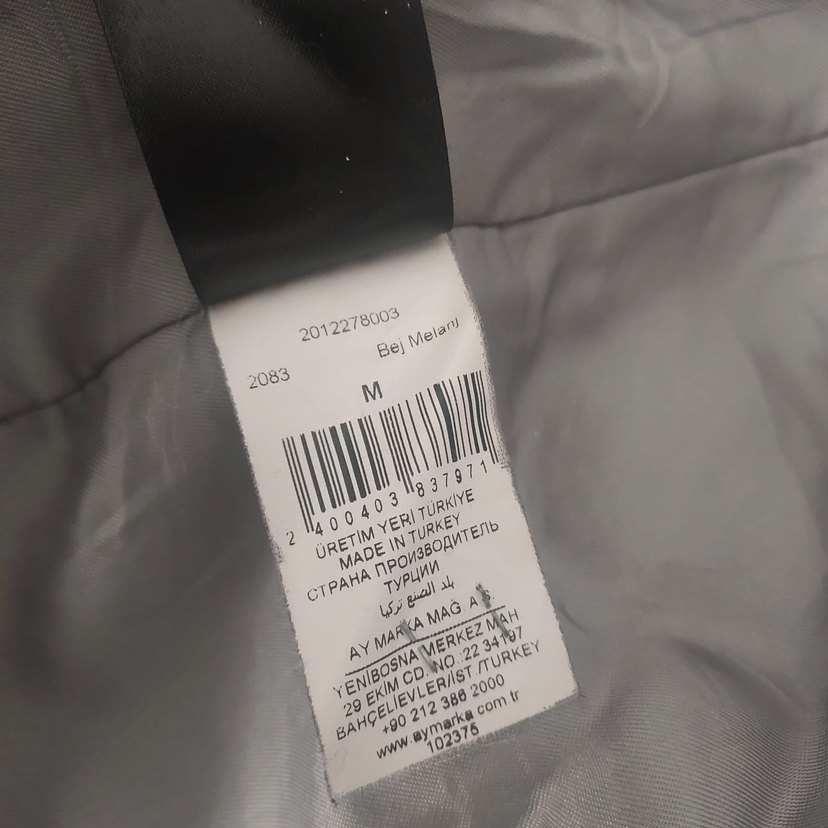 2012278003
2083 Bej Melanj
M
2 400403 837971
ÜRETİM YERİ TÜRKİYE
MADE IN TURKEY
СТРАНА ПРОИЗВОДИТЕЛЬ
ТУРЦИИ
بلد الصنع تركيا
AY MARKA MAĞ. A.Ş.
YENİBOSNA MERKEZ MAH
29 EKİM CD. NO:22 34197
BAHÇELİEVLER/İST./TURKEY
+90 212 386 2000
www.aymarka.com.tr
102375